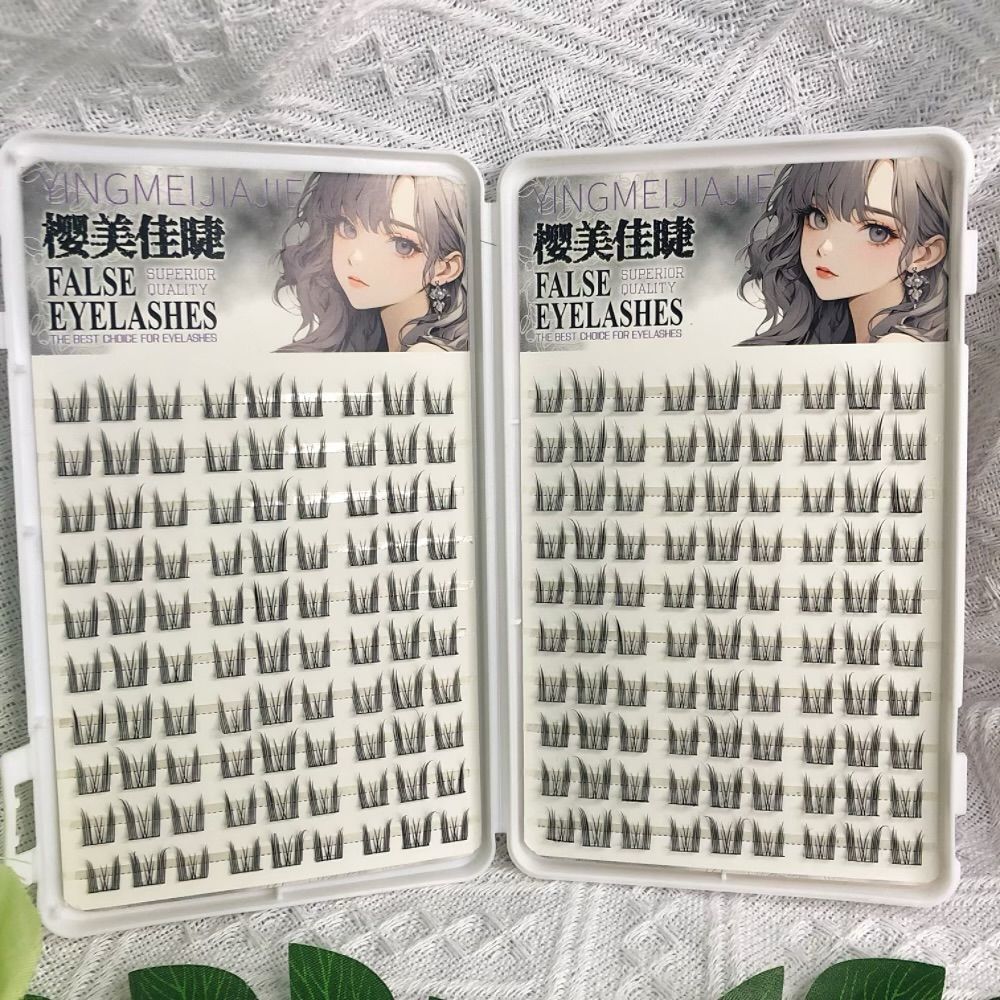 YINGMEIJIAJIE
樱美佳睫
FALSE SUPERIOR
EYELASHES QUALITY
THE BEST CHOICE FOR EYELASHES
YINGMEIJIAJIE
樱美佳睫
FALSE SUPERIOR
EYELASHES QUALITY
THE BEST CHOICE FOR EYELASHES